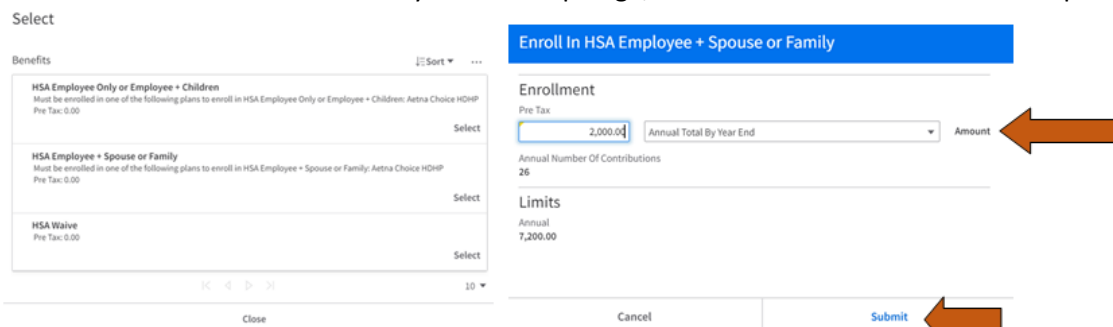 Select
Benefits
Sort
...
HSA Employee Only or Employee + Children
Must be enrolled in one of the following plans to enroll in HSA Employee Only or Employee + Children: Aetna Choice HDHP
Pre Tax: 0.00
Select
HSA Employee + Spouse or Family
Must be enrolled in one of the following plans to enroll in HSA Employee + Spouse or Family: Aetna Choice HDHP
Pre Tax: 0.00
Select
HSA Waive
Pre Tax: 0.00
Select
10
Close
Enroll In HSA Employee + Spouse or Family
Enrollment
Pre Tax
2,000.00 Annual Total By Year End Amount
Annual Number Of Contributions
26
Limits
Annual
7,200.00
Cancel Submit